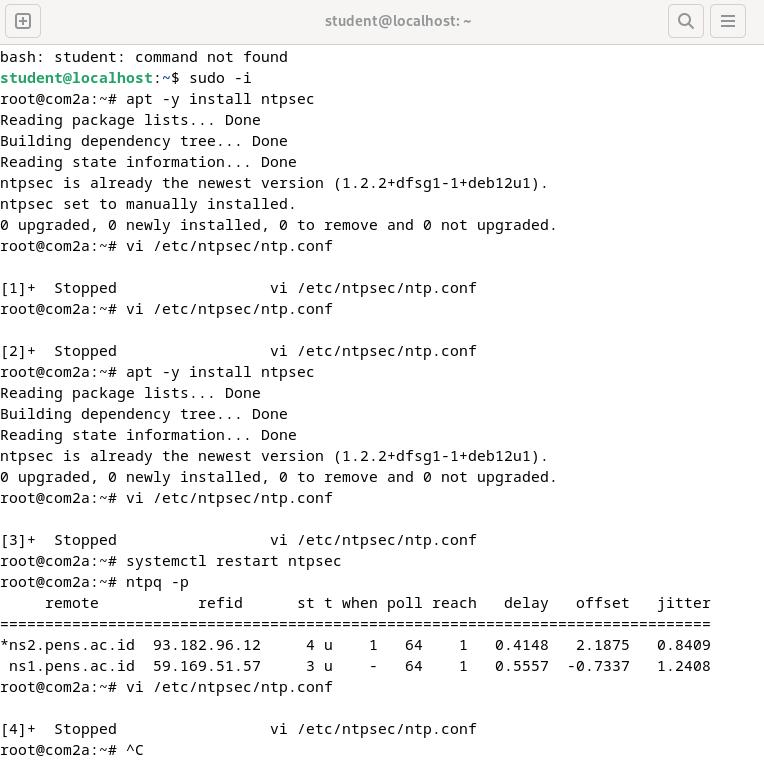 student@localhost: ~
bash: student: command not found
student@localhost:~$ sudo -i
root@com2a:~# apt -y install ntpsec
Reading package lists... Done
Building dependency tree... Done
Reading state information... Done
ntpsec is already the newest version (1.2.2+dfsg1-1+deb12u1).
ntpsec set to manually installed.
0 upgraded, 0 newly installed, 0 to remove and 0 not upgraded.
root@com2a:~# vi /etc/ntpsec/ntp.conf
[1]+  Stopped                 vi /etc/ntpsec/ntp.conf
root@com2a:~# vi /etc/ntpsec/ntp.conf
[2]+  Stopped                 vi /etc/ntpsec/ntp.conf
root@com2a:~# apt -y install ntpsec
Reading package lists... Done
Building dependency tree... Done
Reading state information... Done
ntpsec is already the newest version (1.2.2+dfsg1-1+deb12u1).
0 upgraded, 0 newly installed, 0 to remove and 0 not upgraded.
root@com2a:~# vi /etc/ntpsec/ntp.conf
[3]+  Stopped                 vi /etc/ntpsec/ntp.conf
root@com2a:~# systemctl restart ntpsec
root@com2a:~# ntpq -p
     remote           refid      st t when poll reach   delay   offset   jitter
===============================================================================
*ns2.pens.ac.id  93.182.96.12     4 u    1   64    1   0.4148   2.1875   0.8409
 ns1.pens.ac.id  59.169.51.57     3 u    -   64    1   0.5557  -0.7337   1.2408
root@com2a:~# vi /etc/ntpsec/ntp.conf
[4]+  Stopped                 vi /etc/ntpsec/ntp.conf
root@com2a:~# ^C